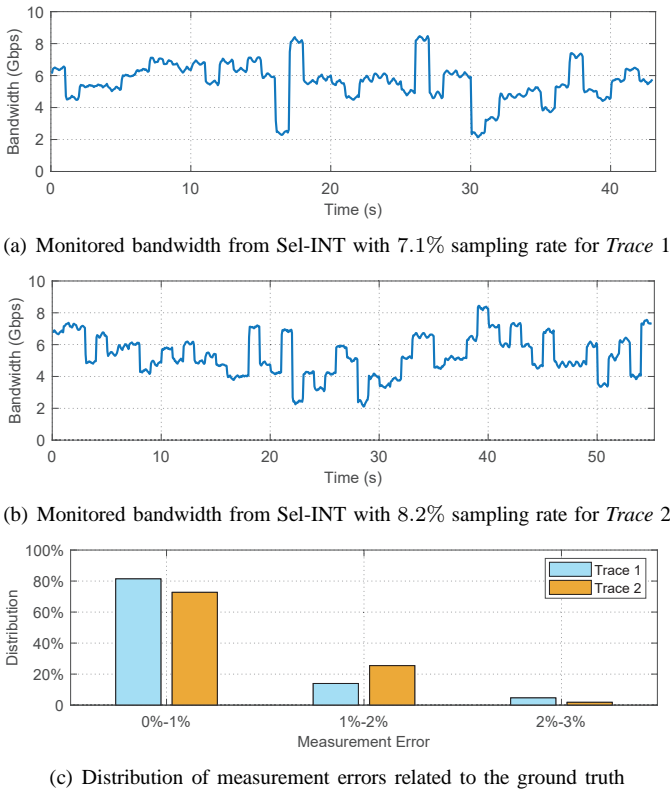 10
8
6
4
2
0
Bandwidth (Gbps)
0 10 20 30 40
Time (s)
(a) Monitored bandwidth from Sel-INT with 7.1% sampling rate for Trace 1
10
8
6
4
2
0
Bandwidth (Gbps)
0 10 20 30 40 50
Time (s)
(b) Monitored bandwidth from Sel-INT with 8.2% sampling rate for Trace 2
100%
80%
60%
40%
20%
0
Distribution
Trace 1
Trace 2
0%-1% 1%-2% 2%-3%
Measurement Error
(c) Distribution of measurement errors related to the ground truth